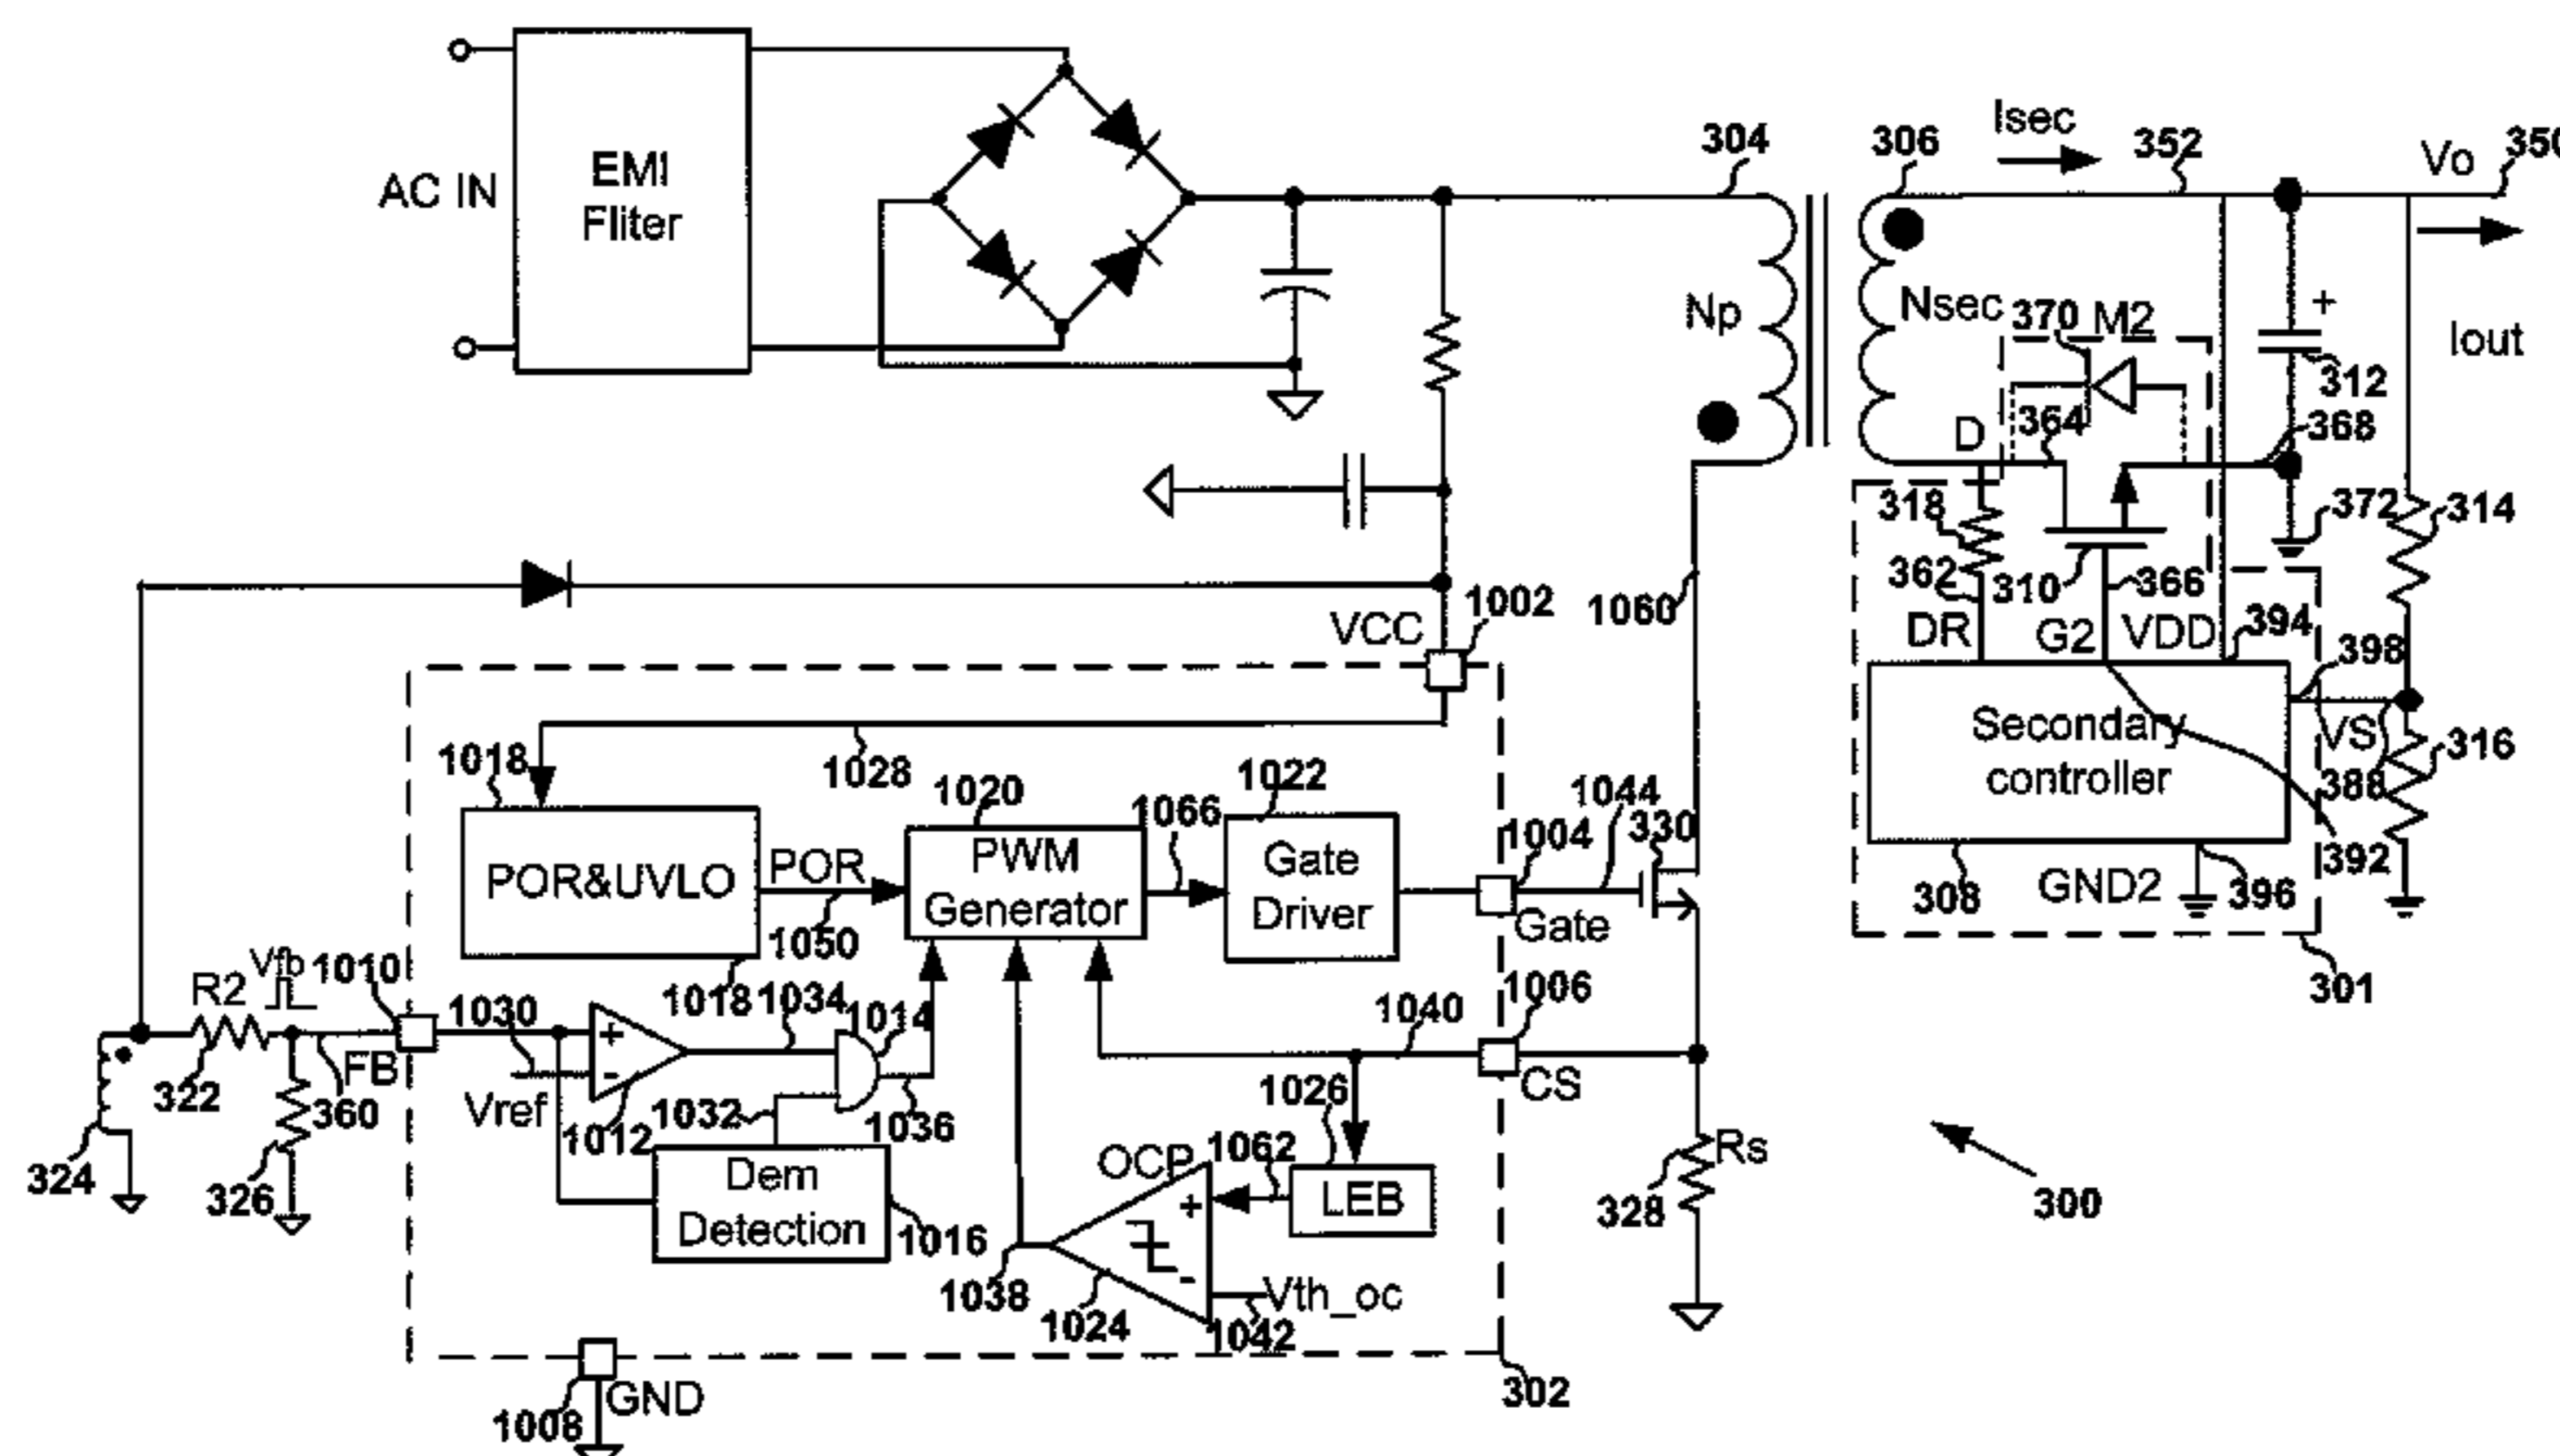 AC IN
EMI
Fliter
304
306
Isec
352
Vo
350
Np
Nsec
370
M2
+
Iout
312
D
364
368
318
372
314
362
310
366
1060
DR
G2
VDD
394
398
VCC
1002
Secondary
controller
VS
316
388
392
308
GND2
396
301
1018
1028
1020
1066
1022
1044
330
1004
POR&UVLO
POR
PWM
Generator
Gate
Driver
Gate
1050
1018
R2
Vfb
1010
1030
1034
1014
1040
1006
FB
+
-
CS
322
360
Vref
1012
1032
1036
1026
324
326
Dem
Detection
1016
OCP
1062
+
LEB
Rs
328
300
1038
1024
-
Vth_oc
1042
302
1008
GND